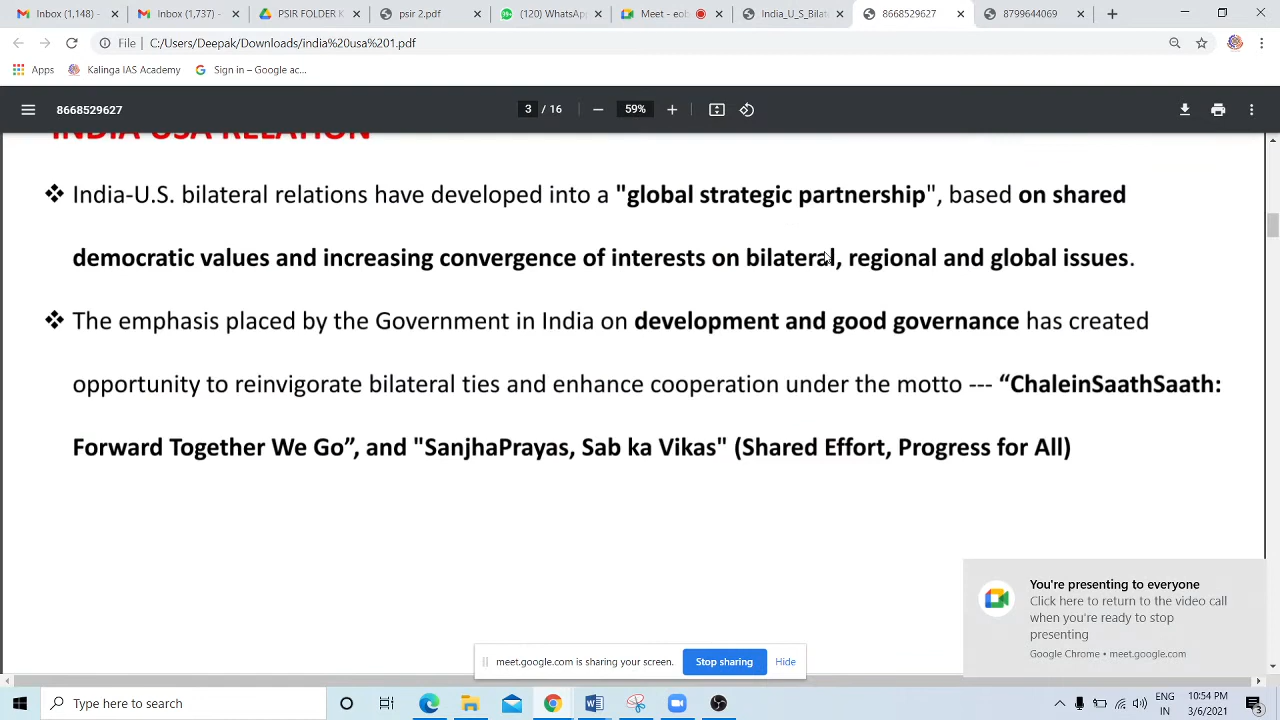 Inbox (1,148) -
Inbox (1,737) -
PSIR FOLDER K
psir 2.pdf
(120) WhatsApp
Meet - eob
India_U_S_Bilat
8668529627
8799644006
File | C:/Users/Deepak/Downloads/india%20usa%201.pdf
Apps
Kalinga IAS Academy
Sign in – Google ac...
8668529627
3 / 16
59%
INDIA-USA RELATION
❖ India-U.S. bilateral relations have developed into a "global strategic partnership", based on shared
democratic values and increasing convergence of interests on bilateral, regional and global issues.
❖ The emphasis placed by the Government in India on development and good governance has created
opportunity to reinvigorate bilateral ties and enhance cooperation under the motto --- “ChaleinSaathSaath:
Forward Together We Go”, and "SanjhaPrayas, Sab ka Vikas" (Shared Effort, Progress for All)
You're presenting to everyone
Click here to return to the video call
when you're ready to stop
presenting
Google Chrome • meet.google.com
meet.google.com is sharing your screen.
Stop sharing
Hide
Type here to search
ENG
IN
10:54 PM
3/6/2021
3